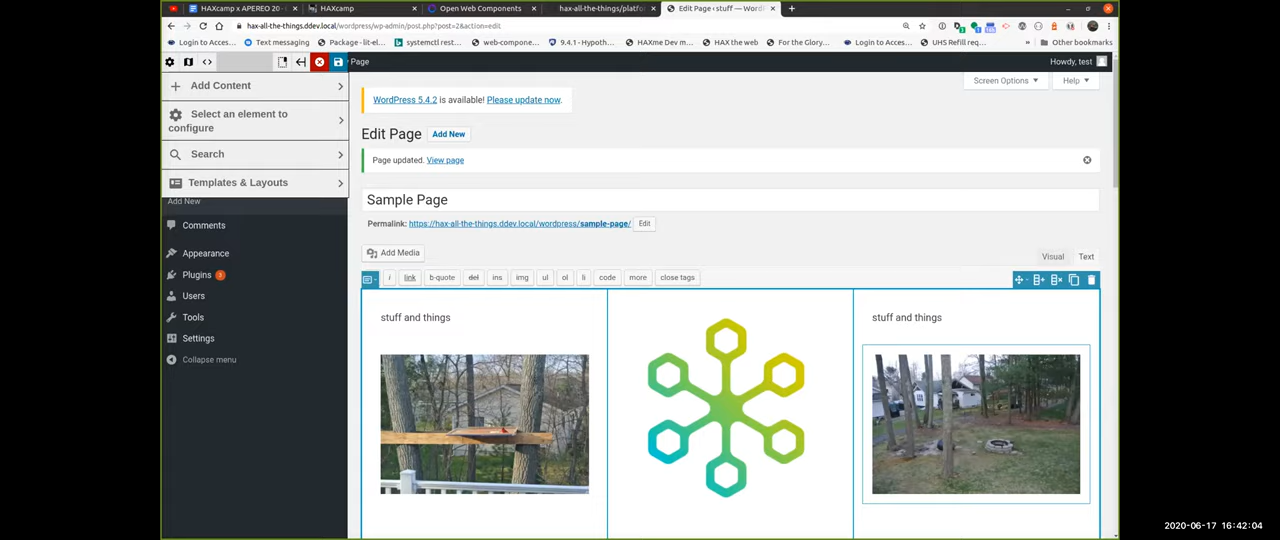 HAXcamp x APEREO 20 -
HAXcamp
Open Web Components
hax-all-the-things/platfo
Edit Page ‹ stuff — Word
hax-all-the-things.ddev.local/wordpress/wp-admin/post.php?post=2&action=edit
Login to Acces...
Text messaging
Package - lit-el...
systemctl rest...
web-compone...
9.4.1 - Hypoth...
HAXme Dev m...
HAX the web
For the Glory...
Login to Acces...
UHS Refill req...
Other bookmarks
Page
Howdy, test
Add Content
Select an element to
configure
Search
Templates & Layouts
Add New
Comments
Appearance
Plugins 3
Users
Tools
Settings
Collapse menu
Screen Options
Help
WordPress 5.4.2 is available! Please update now.
Edit Page
Add New
Page updated. View page
Sample Page
Permalink: https://hax-all-the-things.ddev.local/wordpress/sample-page/ Edit
Add Media
Visual
Text
i
link
b-quote
del
ins
img
ul
ol
li
code
more
close tags
stuff and things
stuff and things
2020-06-17 16:42:04